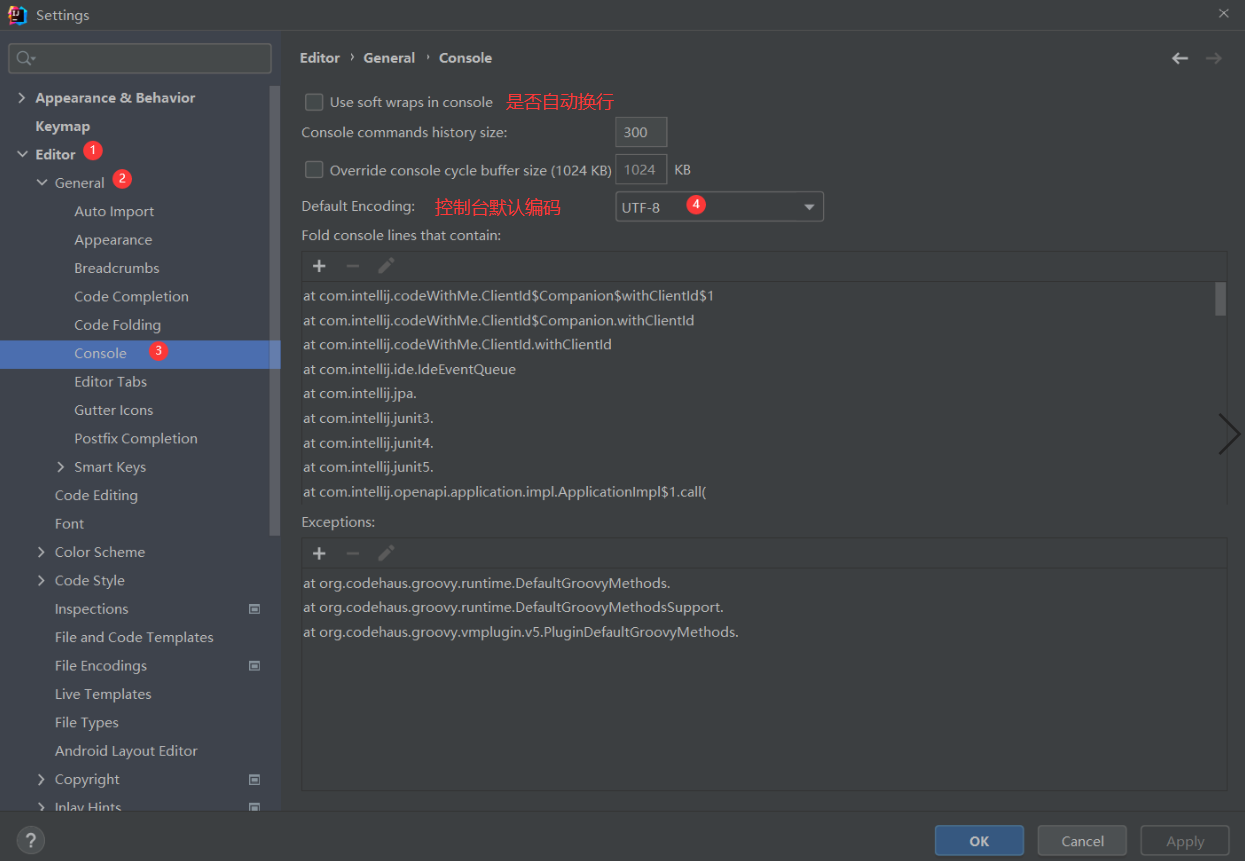 Settings
Appearance & Behavior
Keymap
Editor 1
General 2
Auto Import
Appearance
Breadcrumbs
Code Completion
Code Folding
Console 3
Editor Tabs
Gutter Icons
Postfix Completion
Smart Keys
Code Editing
Font
Color Scheme
Code Style
Inspections
File and Code Templates
File Encodings
Live Templates
File Types
Android Layout Editor
Copyright
Inlay Hints
Editor › General › Console
Use soft wraps in console 是否自动换行
Console commands history size: 300
Override console cycle buffer size (1024 KB) 1024 KB
Default Encoding: 控制台默认编码 UTF-8 4
Fold console lines that contain:
at com.intellij.codeWithMe.ClientId$Companion$withClientId$1
at com.intellij.codeWithMe.ClientId$Companion.withClientId
at com.intellij.codeWithMe.ClientId.withClientId
at com.intellij.ide.IdeEventQueue
at com.intellij.jpa.
at com.intellij.junit3.
at com.intellij.junit4.
at com.intellij.junit5.
at com.intellij.openapi.application.impl.ApplicationImpl$1.call(
Exceptions:
at org.codehaus.groovy.runtime.DefaultGroovyMethods.
at org.codehaus.groovy.runtime.DefaultGroovyMethodsSupport.
at org.codehaus.groovy.vmplugin.v5.PluginDefaultGroovyMethods.
? OK Cancel Apply